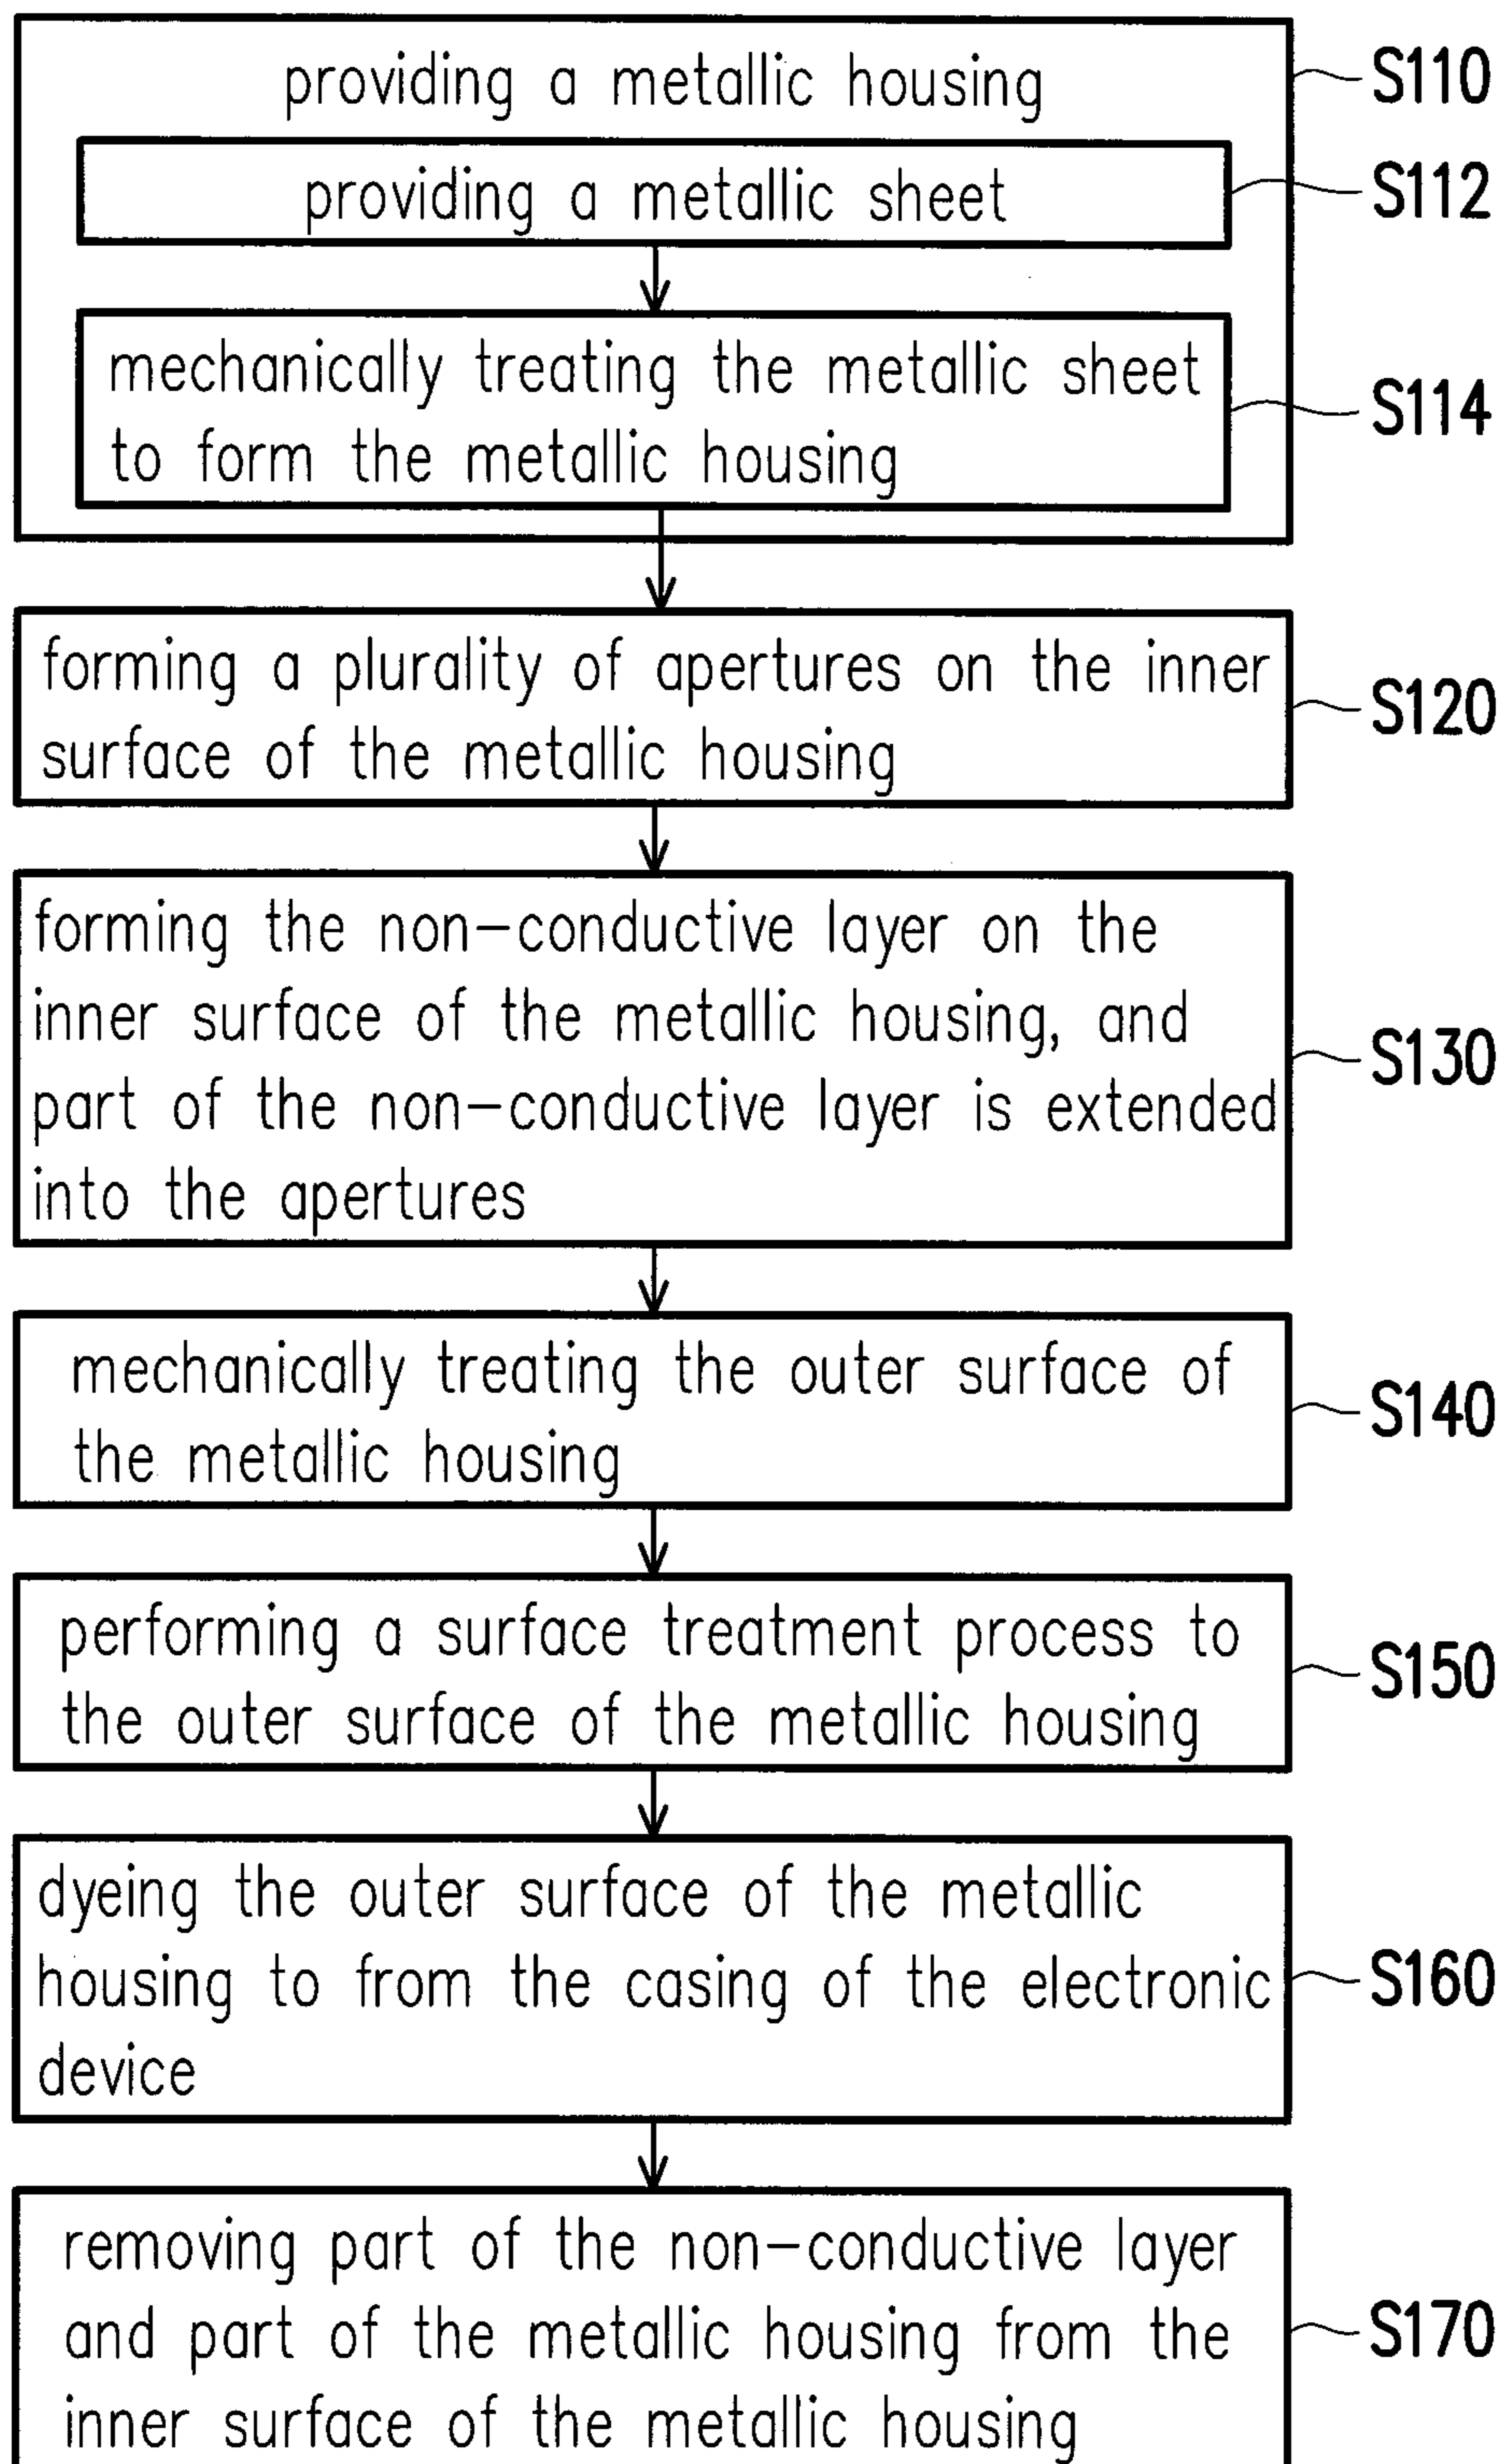 providing a metallic housing
S110
providing a metallic sheet
S112
mechanically treating the metallic sheet
to form the metallic housing
S114
forming a plurality of apertures on the inner
surface of the metallic housing
S120
forming the non-conductive layer on the
inner surface of the metallic housing, and
part of the non-conductive layer is extended
into the apertures
S130
mechanically treating the outer surface of
the metallic housing
S140
performing a surface treatment process to
the outer surface of the metallic housing
S150
dyeing the outer surface of the metallic
housing to from the casing of the electronic
device
S160
removing part of the non-conductive layer
and part of the metallic housing from the
inner surface of the metallic housing
S170